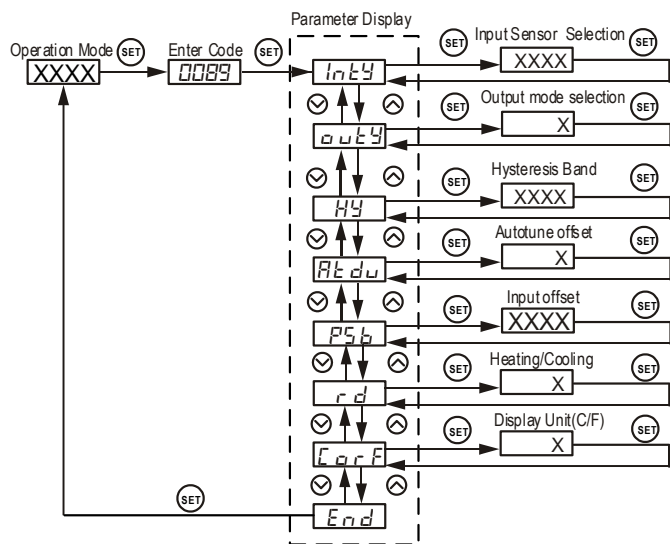 Parameter Display
Operation Mode SET Enter Code SET
XXXX 0089 IntY SET Input Sensor Selection SET
XXXX
outY SET Output mode selection SET
X
HY SET Hysteresis Band SET
XXXX
Atdu SET Autotune offset SET
X
PSb SET Input offset SET
XXXX
rd SET Heating/Cooling SET
X
CorF SET Display Unit(C/F) SET
X
SET End